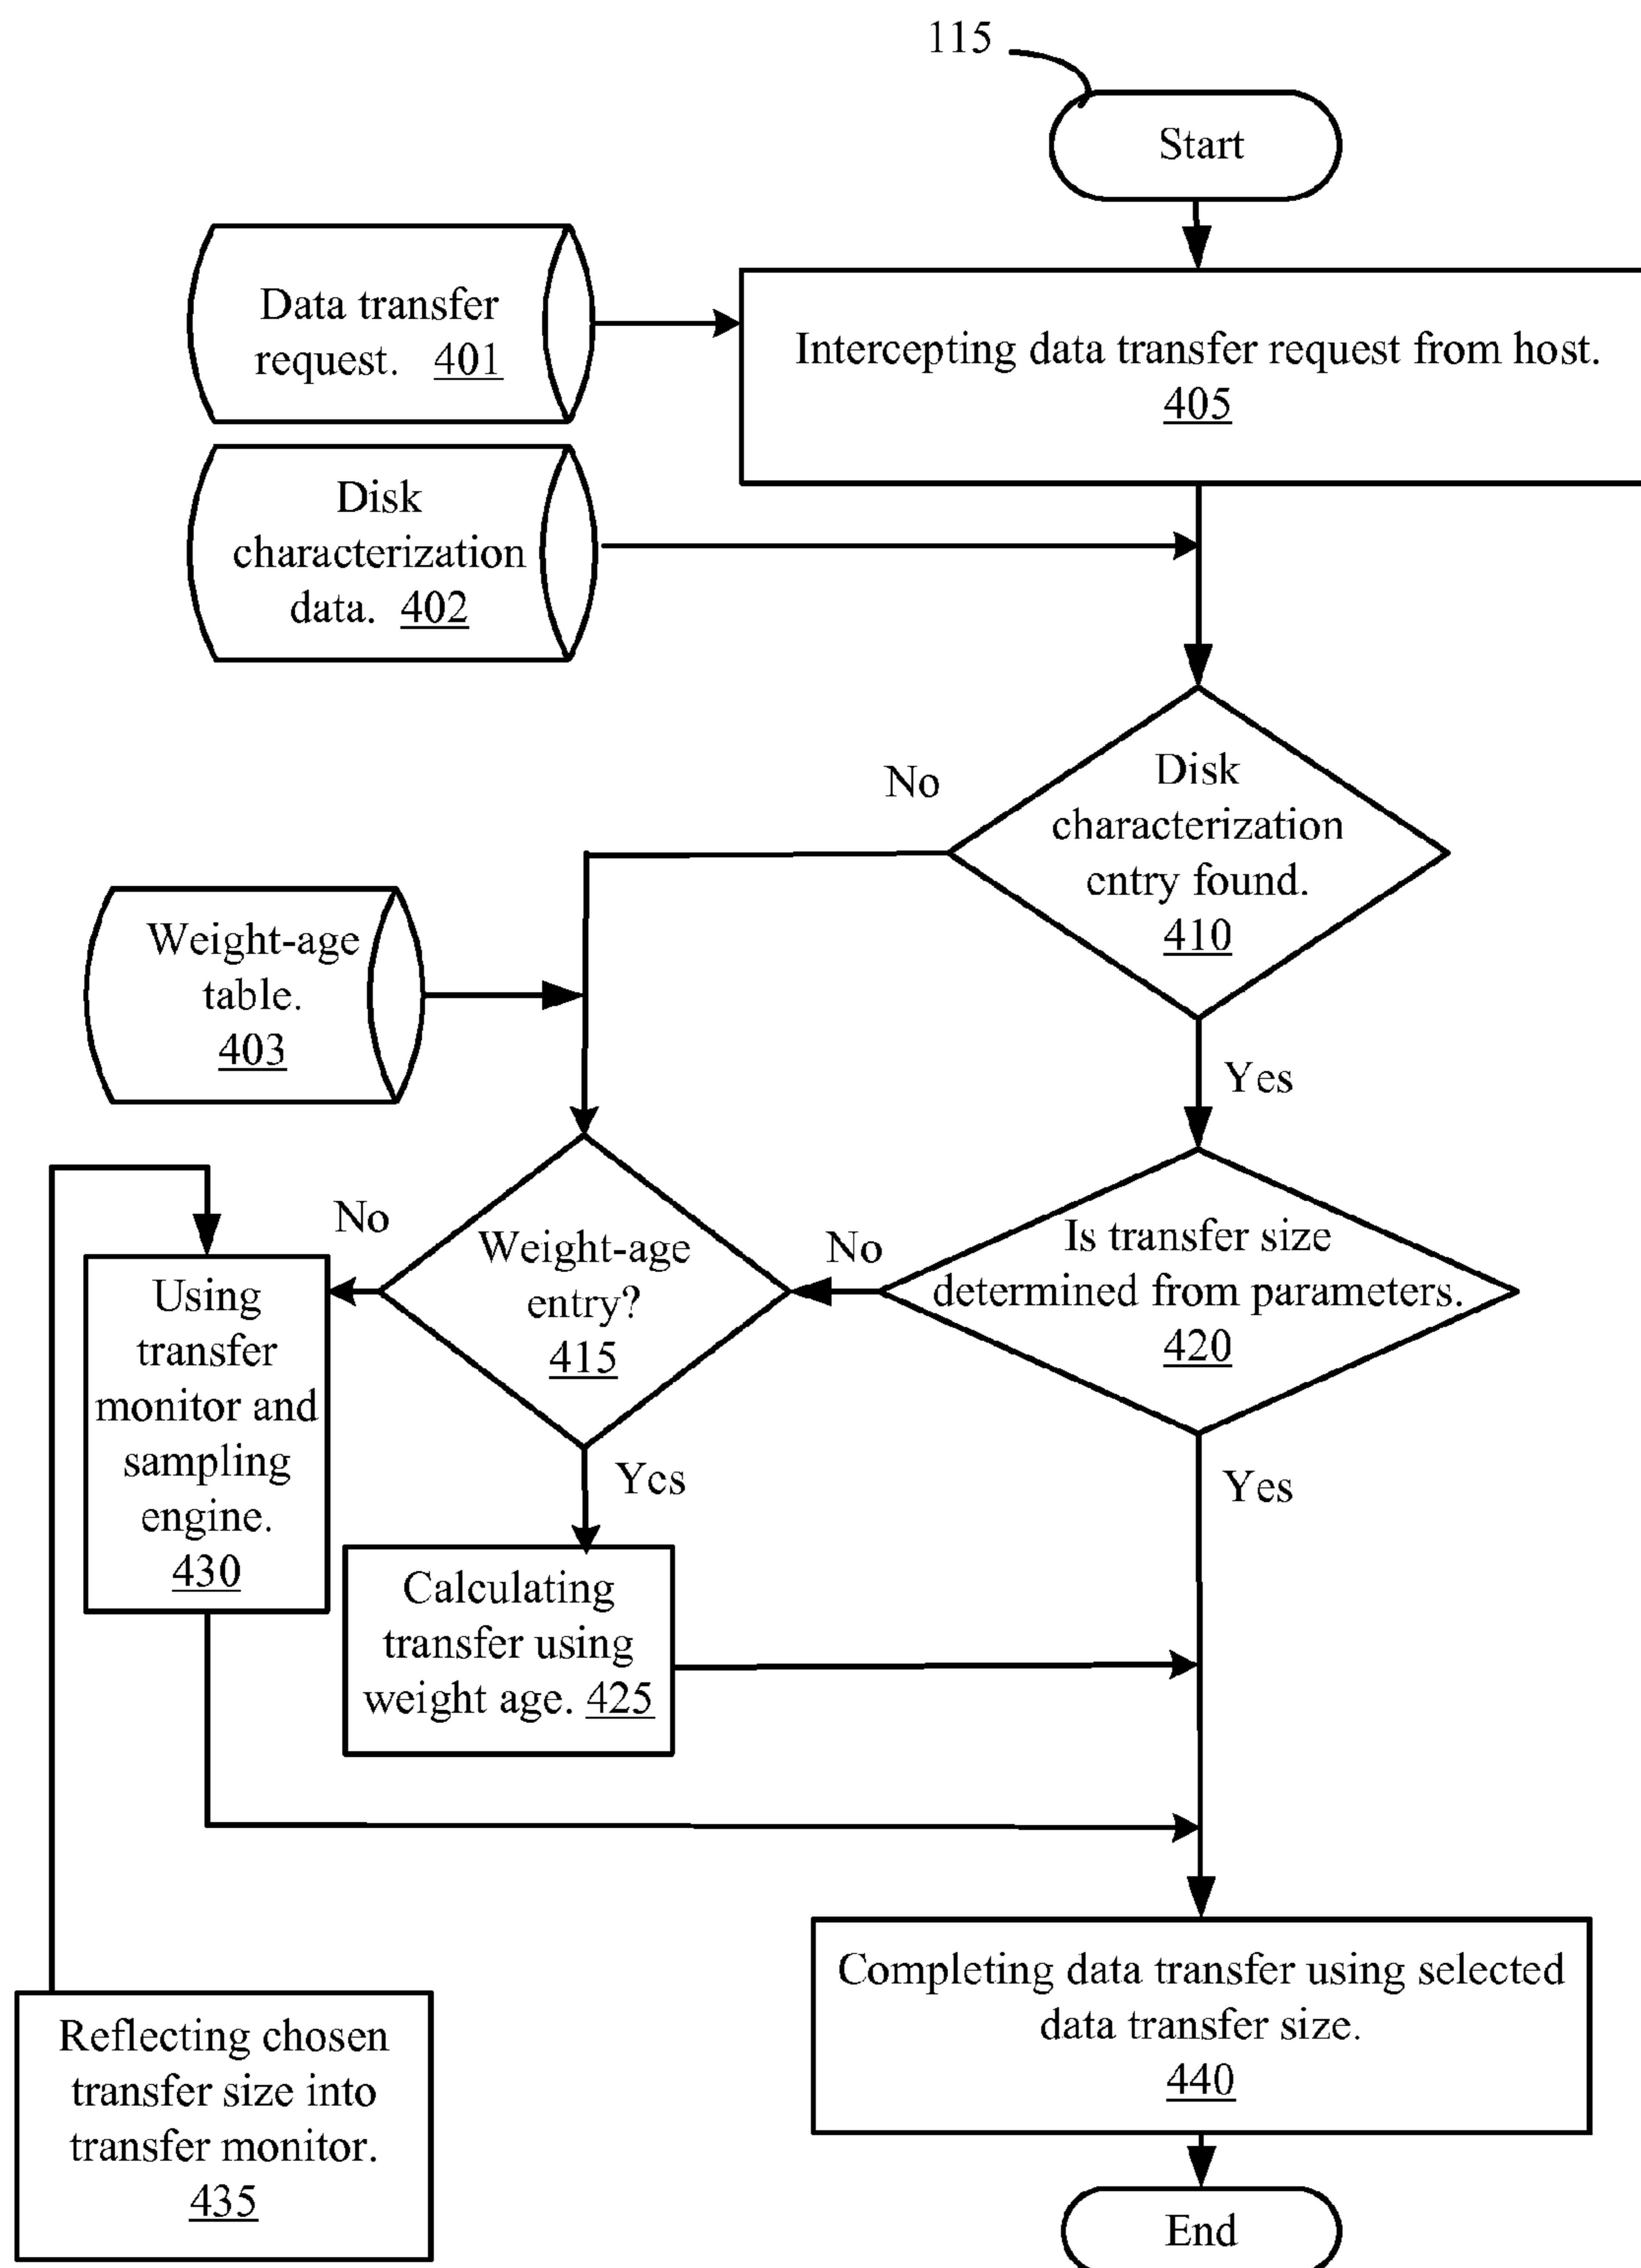 115
Start
Data transfer
request. 401
Intercepting data transfer request from host.
405
Disk
characterization
data. 402
No
Disk
characterization
cntry found.
410
Weight-age
table.
403
Yes
No
Weight-age
entry?
415
No
Is transfer size
determined from parameters.
420
Using
transfer
monitor and
sampling
engine.
430
Ycs
Yes
Calculating
transfer using
weight age. 425
Completing data transfer using selected
data transfer size.
440
Reflecting chosen
transfer size into
transfer monitor.
435
End